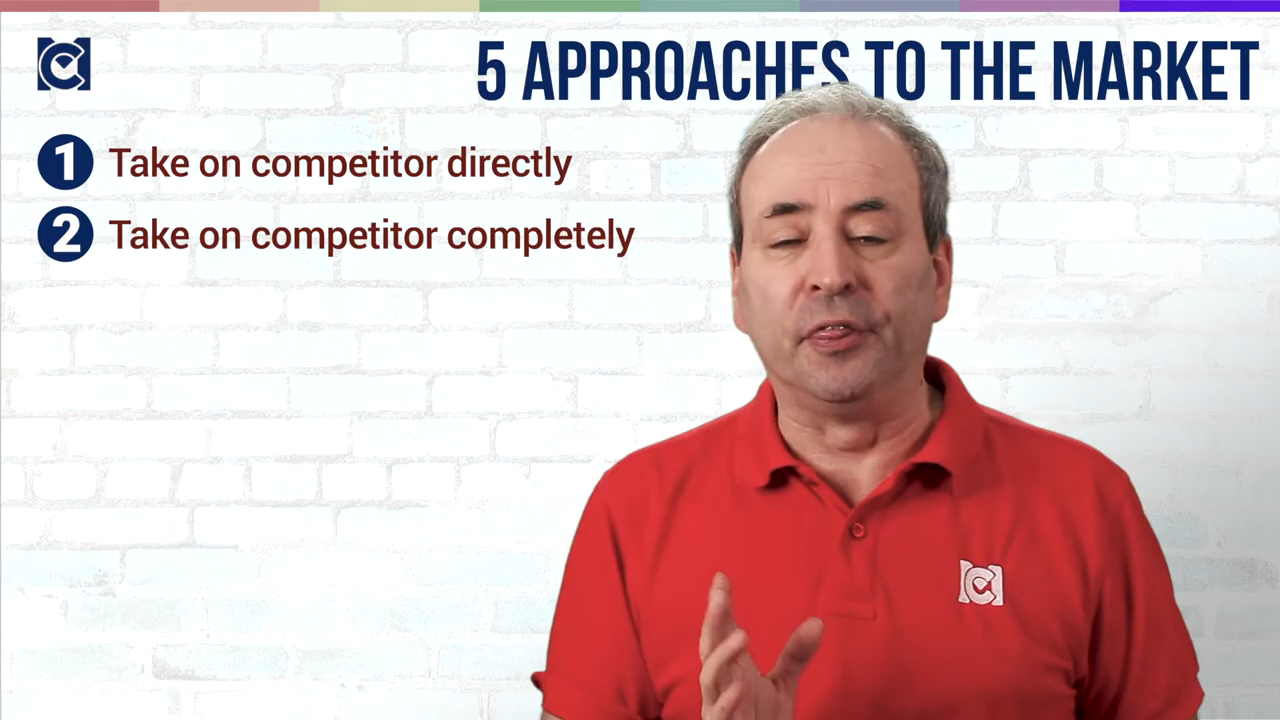 5 APPROACHES TO THE MARKET
1 Take on competitor directly
2 Take on competitor completely